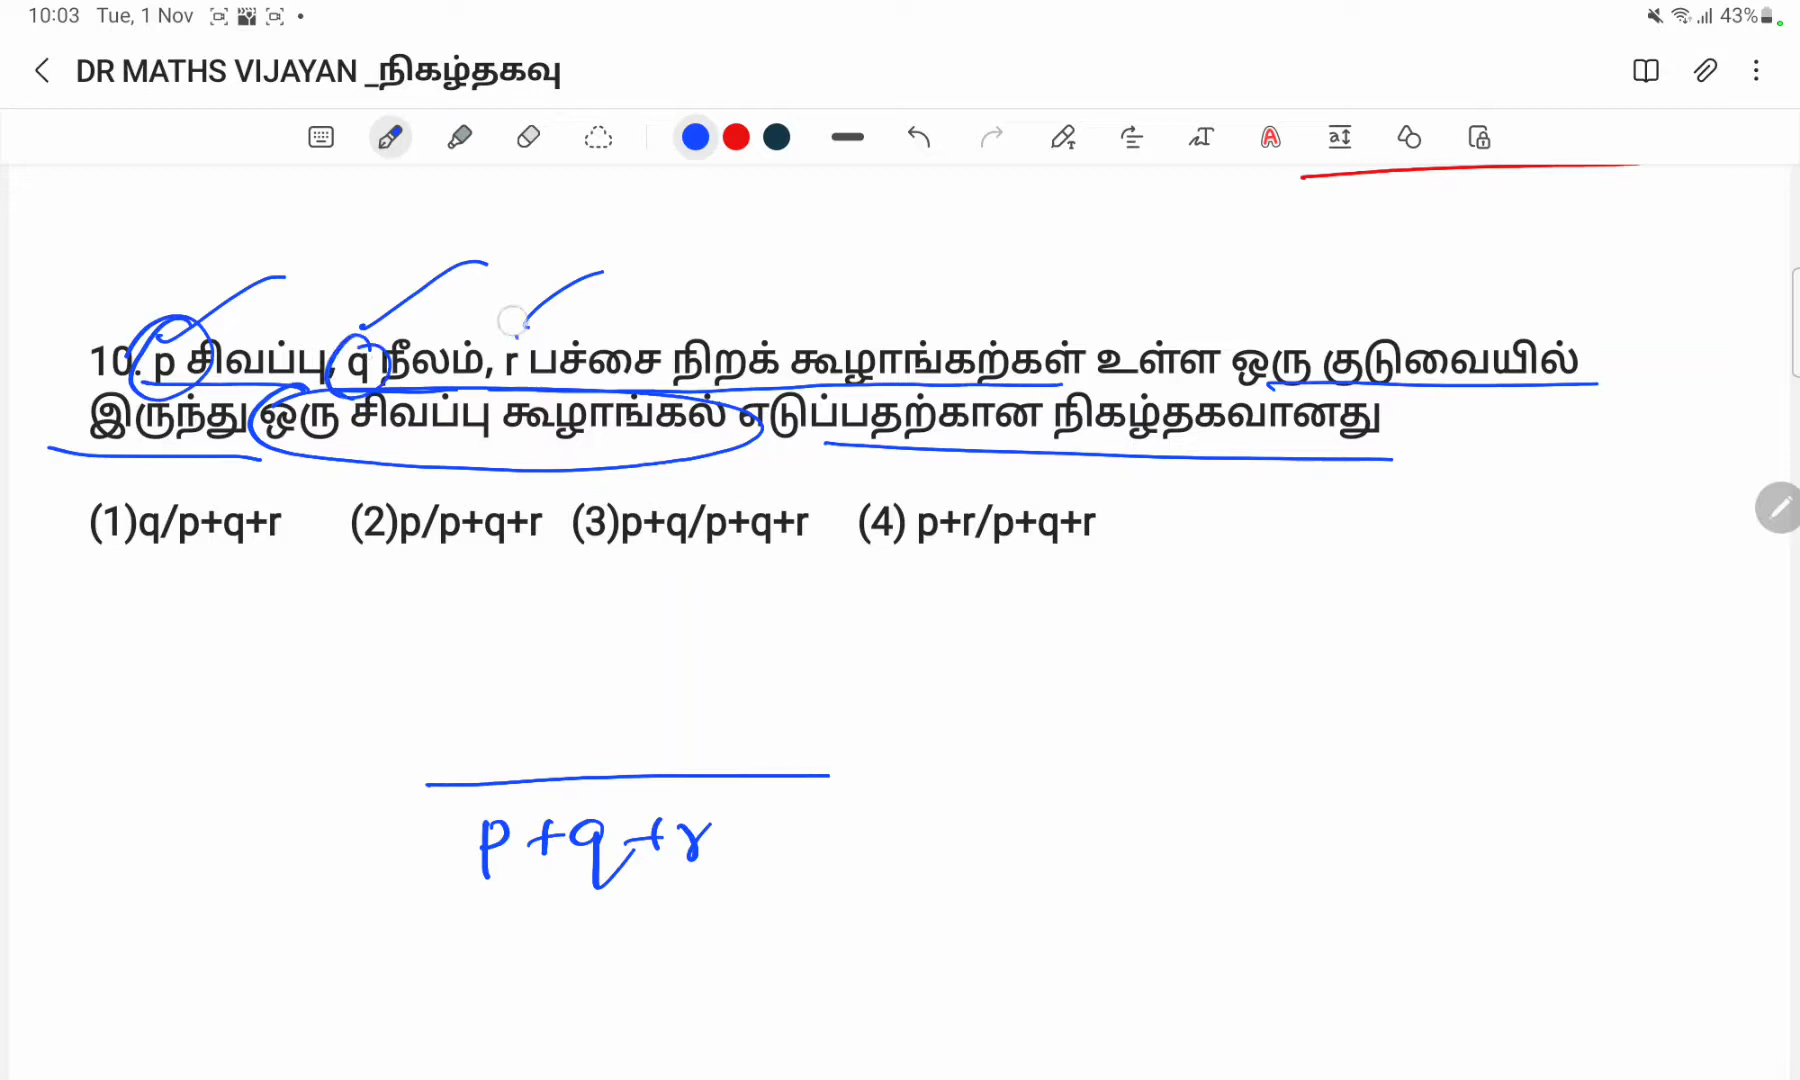 10:03 Tue, 1 Nov 43%
DR MATHS VIJAYAN _நிகழ்தகவு
10. p சிவப்பு, q நீலம், r பச்சை நிறக் கூழாங்கற்கள் உள்ள ஒரு குடுவையில்
இருந்து ஒரு சிவப்பு கூழாங்கல் எடுப்பதற்கான நிகழ்தகவானது
(1)q/p+q+r (2)p/p+q+r (3)p+q/p+q+r (4) p+r/p+q+r
p+q+r